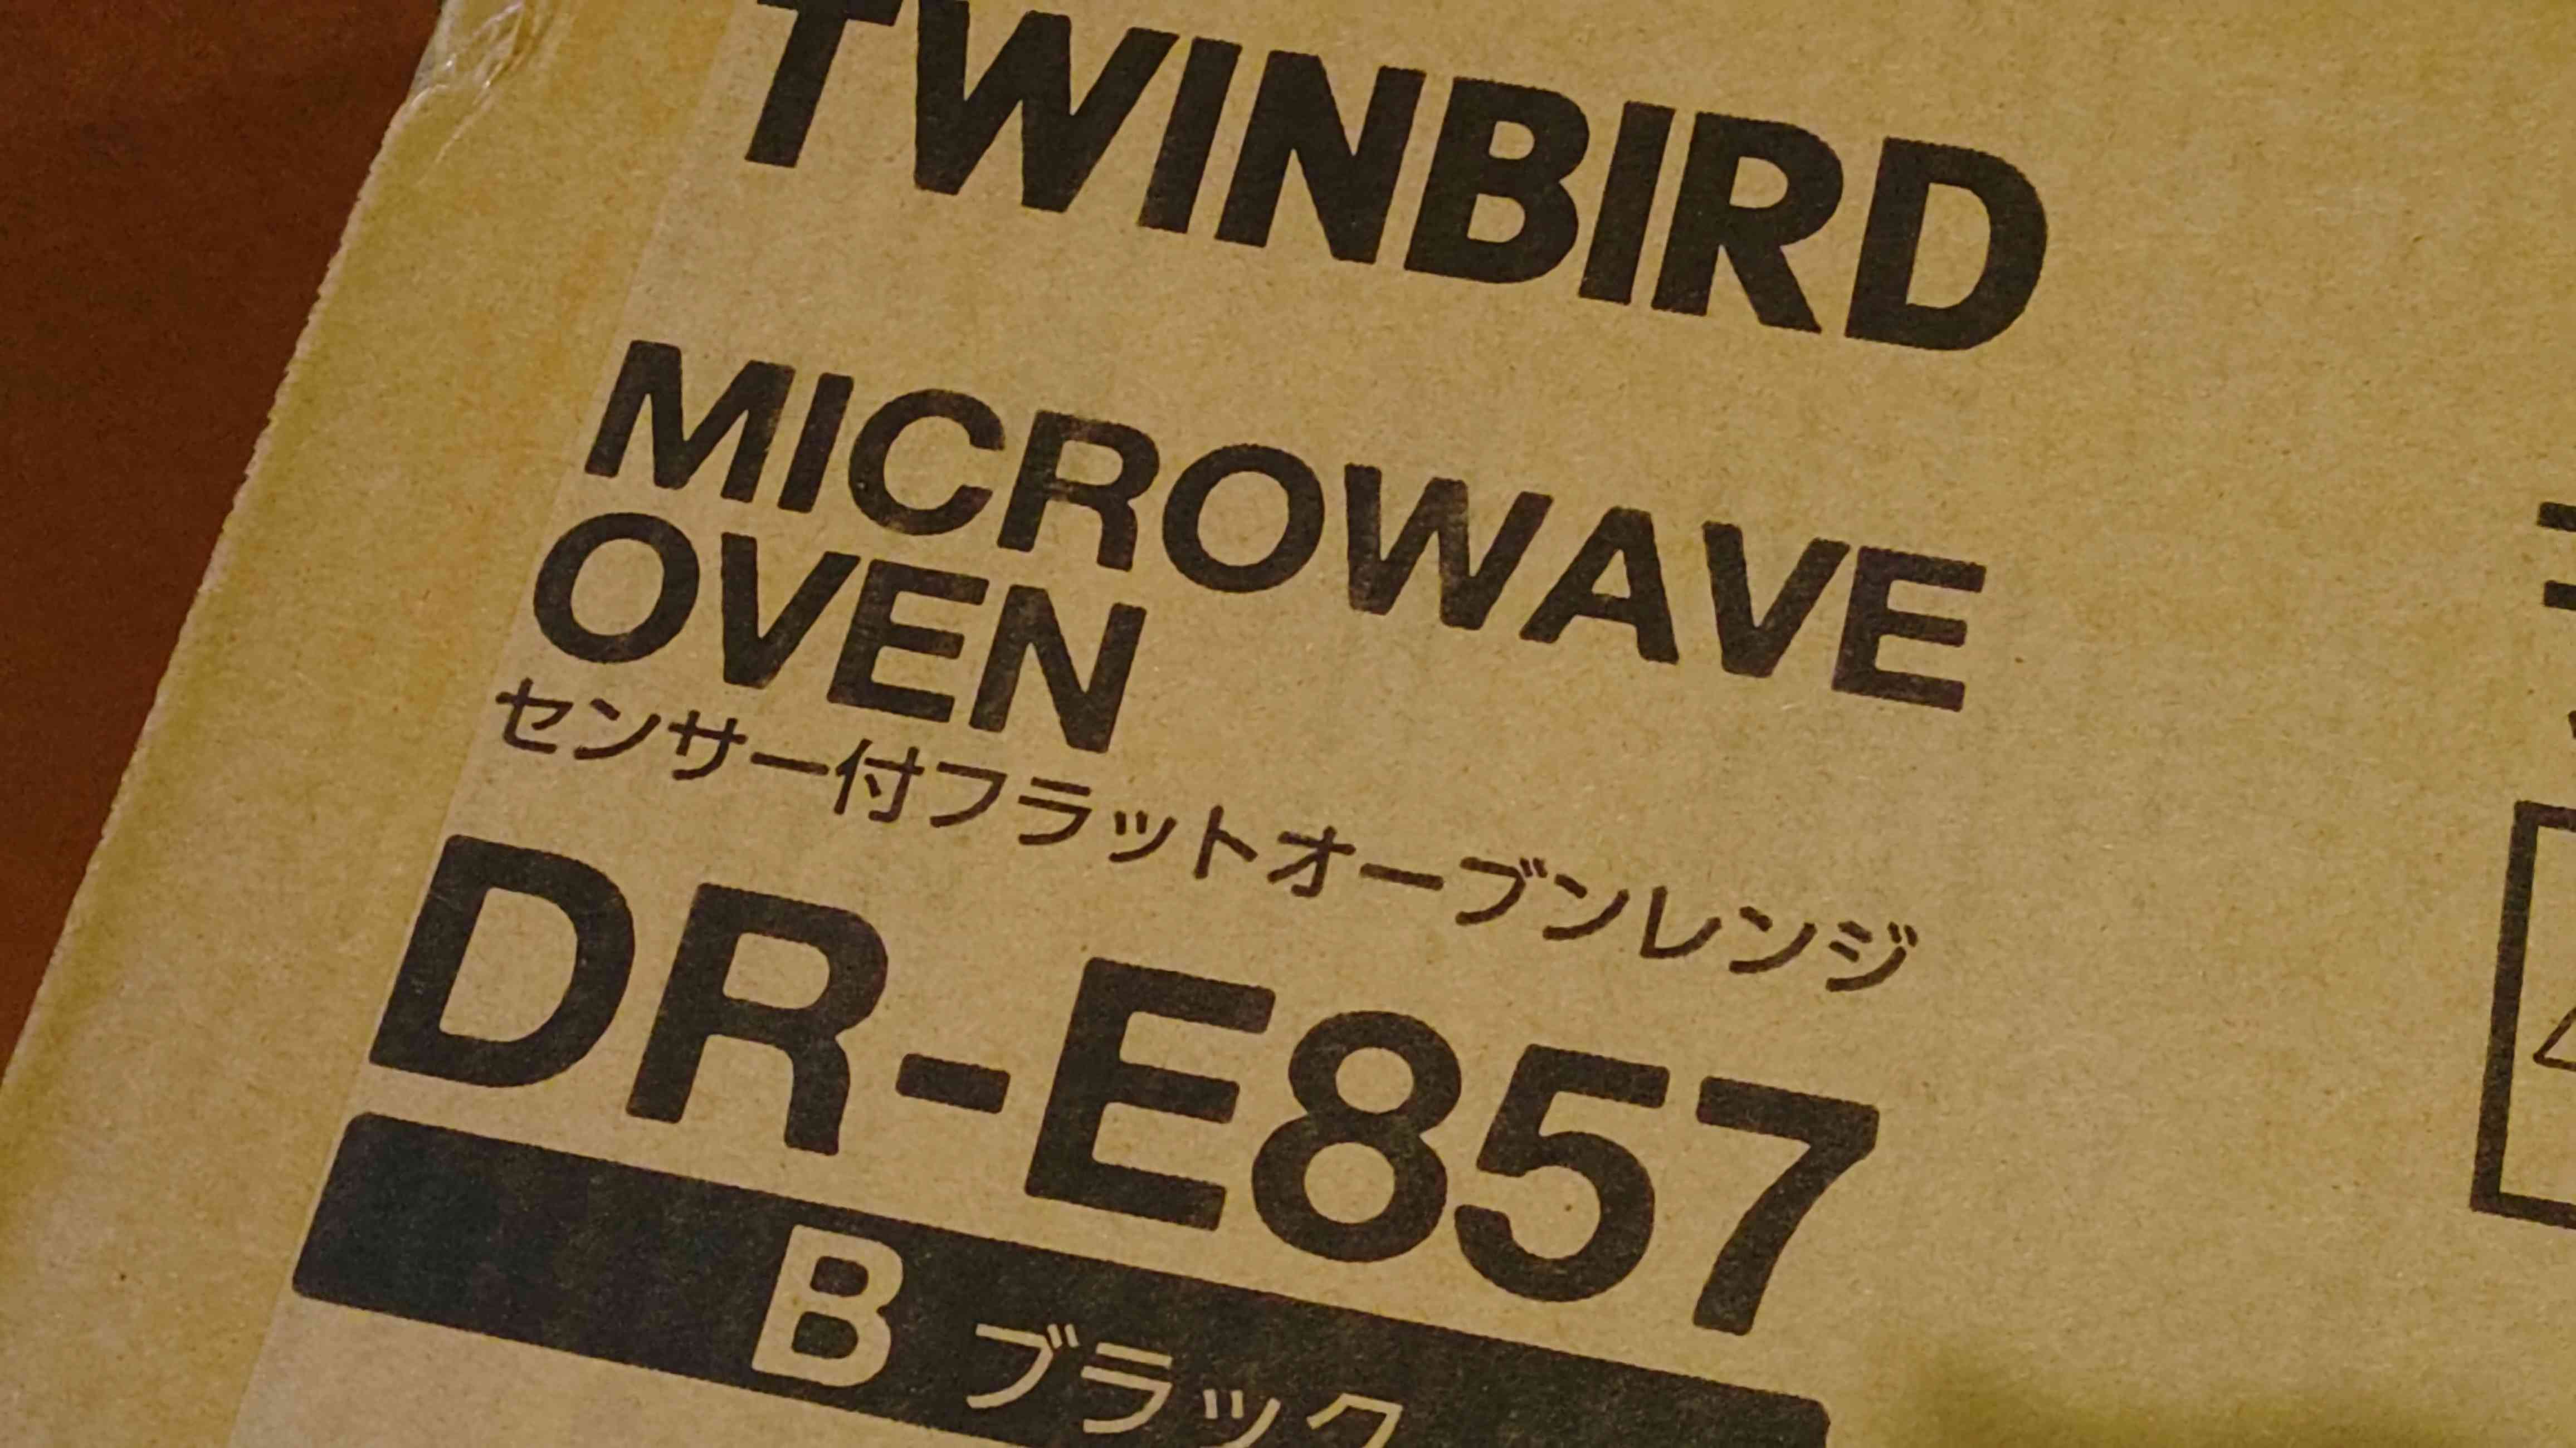 TWINBIRD
MICROWAVE
OVEN
センサー付フラットオーブンレンジ
DR-E857
B ブラック